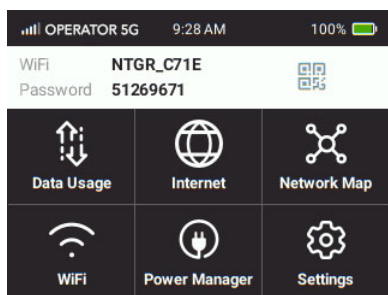 OPERATOR 5G 9:28 AM 100%
WiFi NTGR_C71E
Password 51269671
Data Usage Internet Network Map
WiFi Power Manager Settings